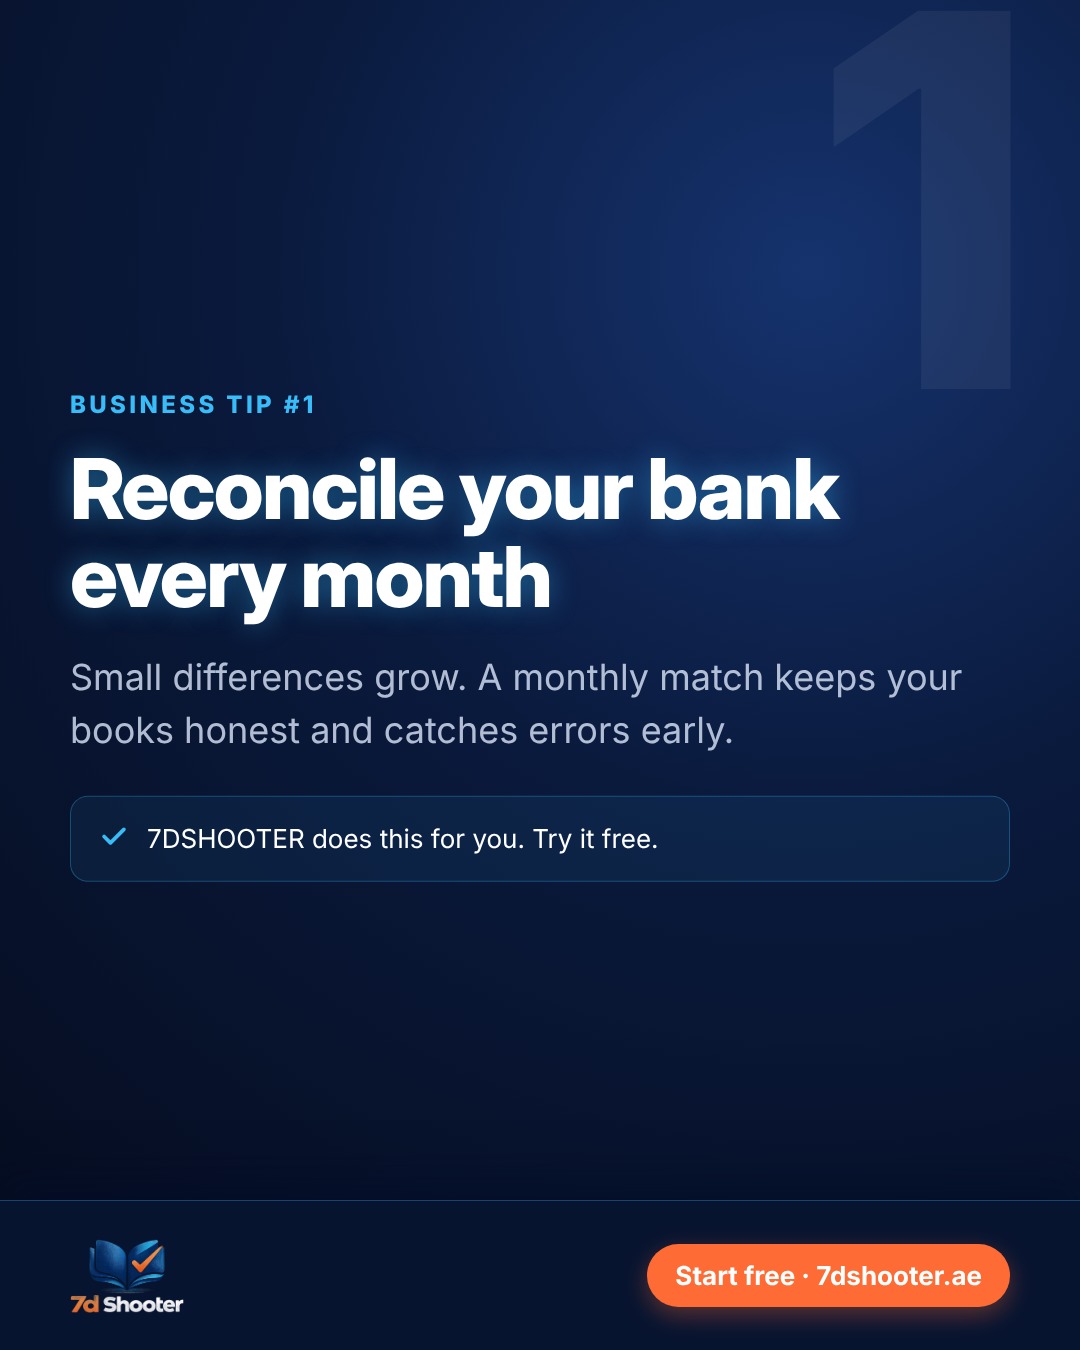 1
BUSINESS TIP #1
Reconcile your bank
every month
Small differences grow. A monthly match keeps your
books honest and catches errors early.
7DSHOOTER does this for you. Try it free.
7d Shooter
Start free · 7dshooter.ae